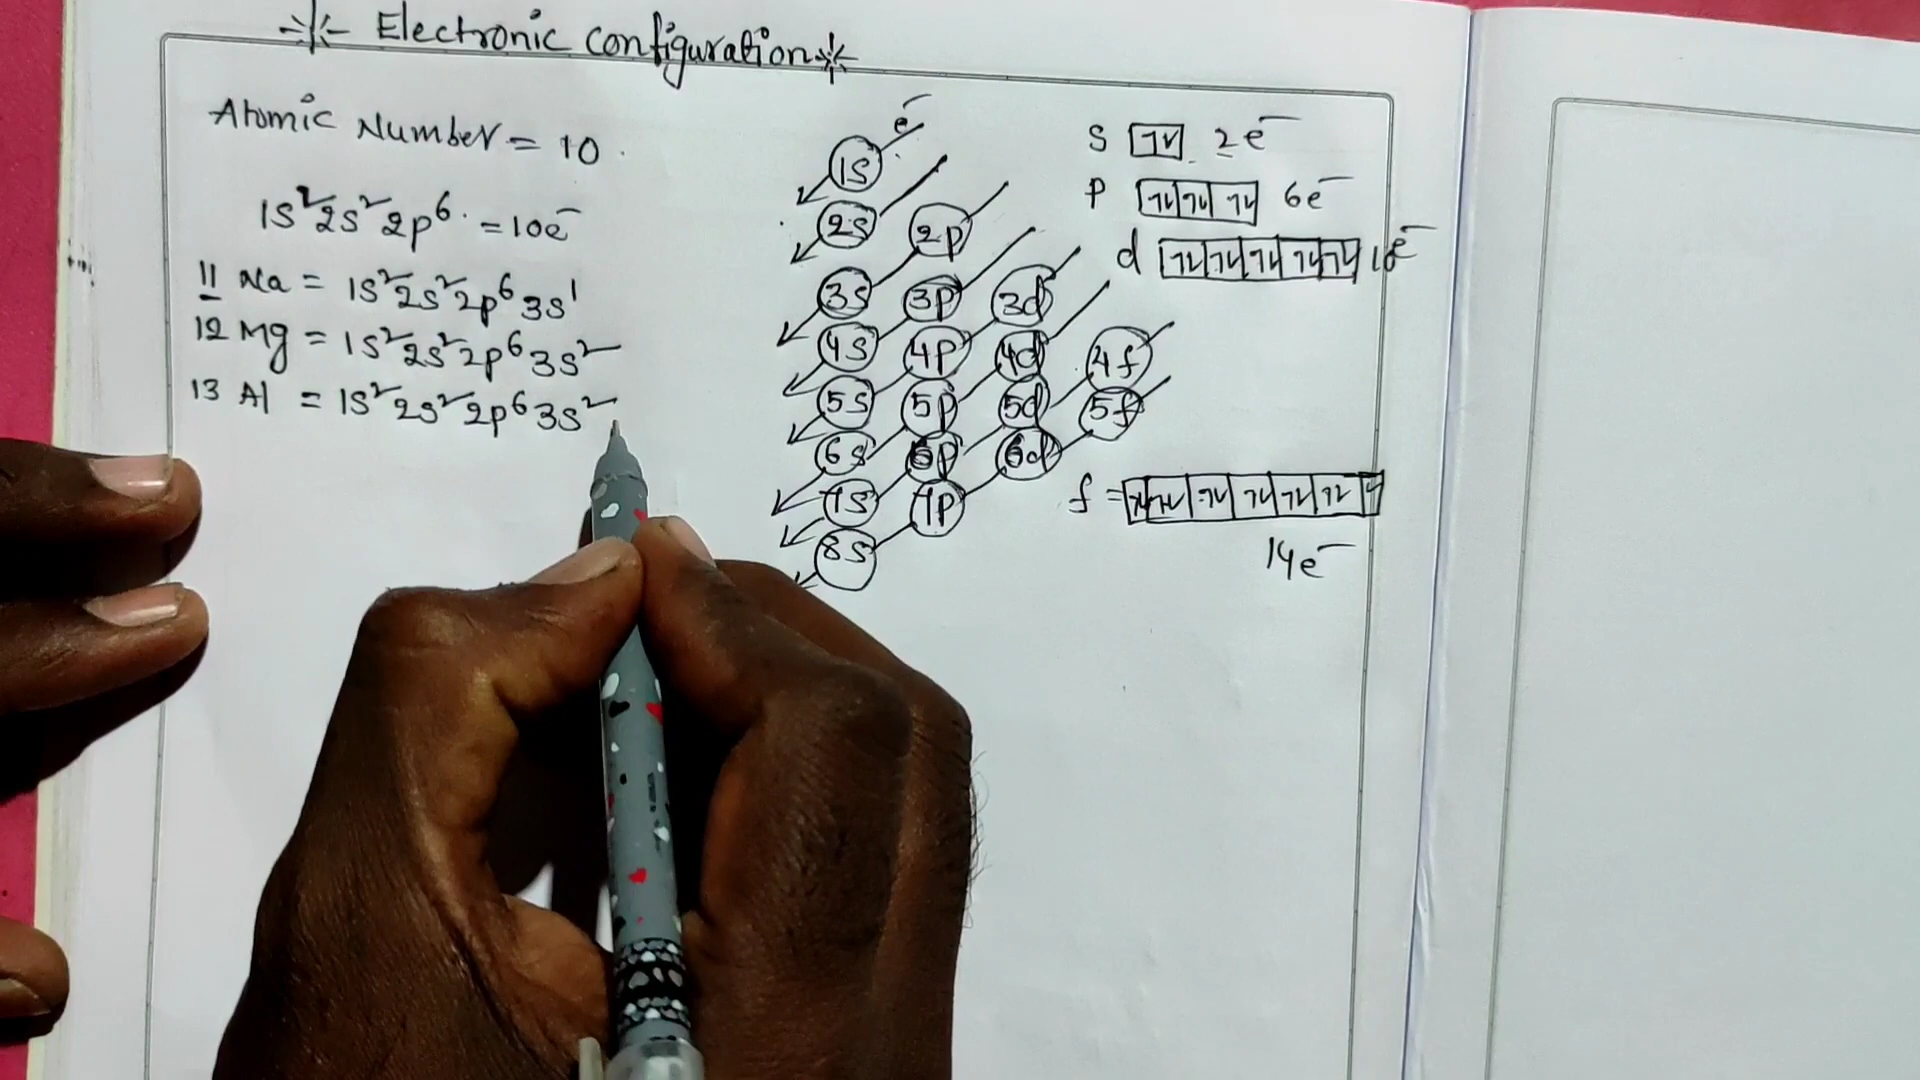 Electronic configuration
Atomic Number = 10
1s² 2s² 2p⁶ = 10e⁻
11 Na = 1s² 2s² 2p⁶ 3s¹
12 Mg = 1s² 2s² 2p⁶ 3s²
13 Al = 1s² 2s² 2p⁶ 3s²
e⁻
1s
2s 2p
3s 3p 3d
4s 4p 4d 4f
5s 5p 5d 5f
6s 6p 6d
7s 7p
8s
s 2e⁻
p 6e⁻
d 10e⁻
f =
14e⁻